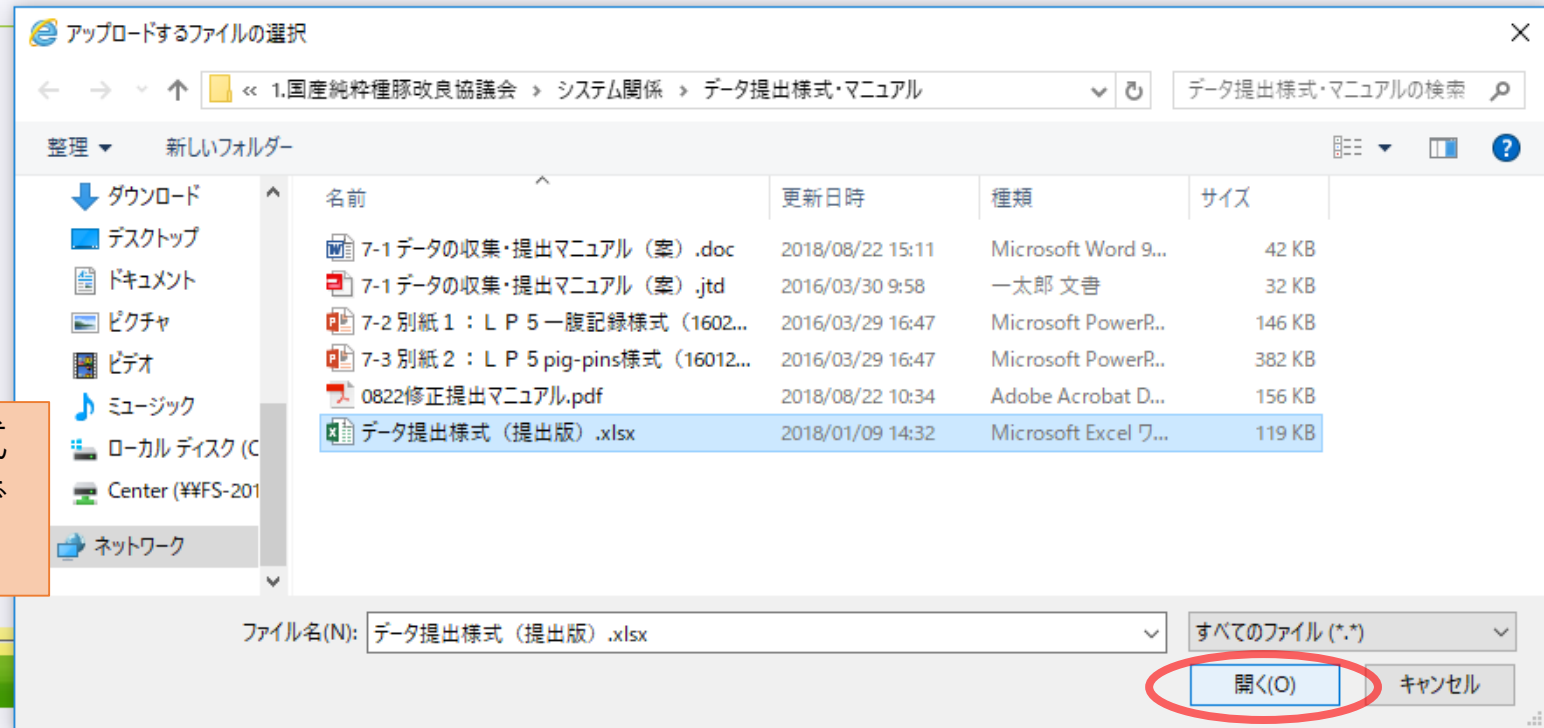 アップロードするファイルの選択
« 1.国産純粋種豚改良協議会 › システム関係 › データ提出様式・マニュアル
データ提出様式・マニュアルの検索
整理 新しいフォルダー
ダウンロード
デスクトップ
ドキュメント
ピクチャ
ビデオ
ミュージック
ローカル ディスク (C
Center (¥¥FS-201
ネットワーク
名前 更新日時 種類 サイズ
7-1 データの収集・提出マニュアル（案）.doc 2018/08/22 15:11 Microsoft Word 9... 42 KB
7-1 データの収集・提出マニュアル（案）.jtd 2016/03/30 9:58 一太郎 文書 32 KB
7-2 別紙１：ＬＰ５一腹記録様式（1602... 2016/03/29 16:47 Microsoft PowerP... 146 KB
7-3 別紙２：ＬＰ５pig-pins様式（16012... 2016/03/29 16:47 Microsoft PowerP... 382 KB
0822修正提出マニュアル.pdf 2018/08/22 10:34 Adobe Acrobat D... 156 KB
データ提出様式（提出版）.xlsx 2018/01/09 14:32 Microsoft Excel ワ... 119 KB
ファイル名(N): データ提出様式（提出版）.xlsx
すべてのファイル (*.*)
開く(O) キャンセル